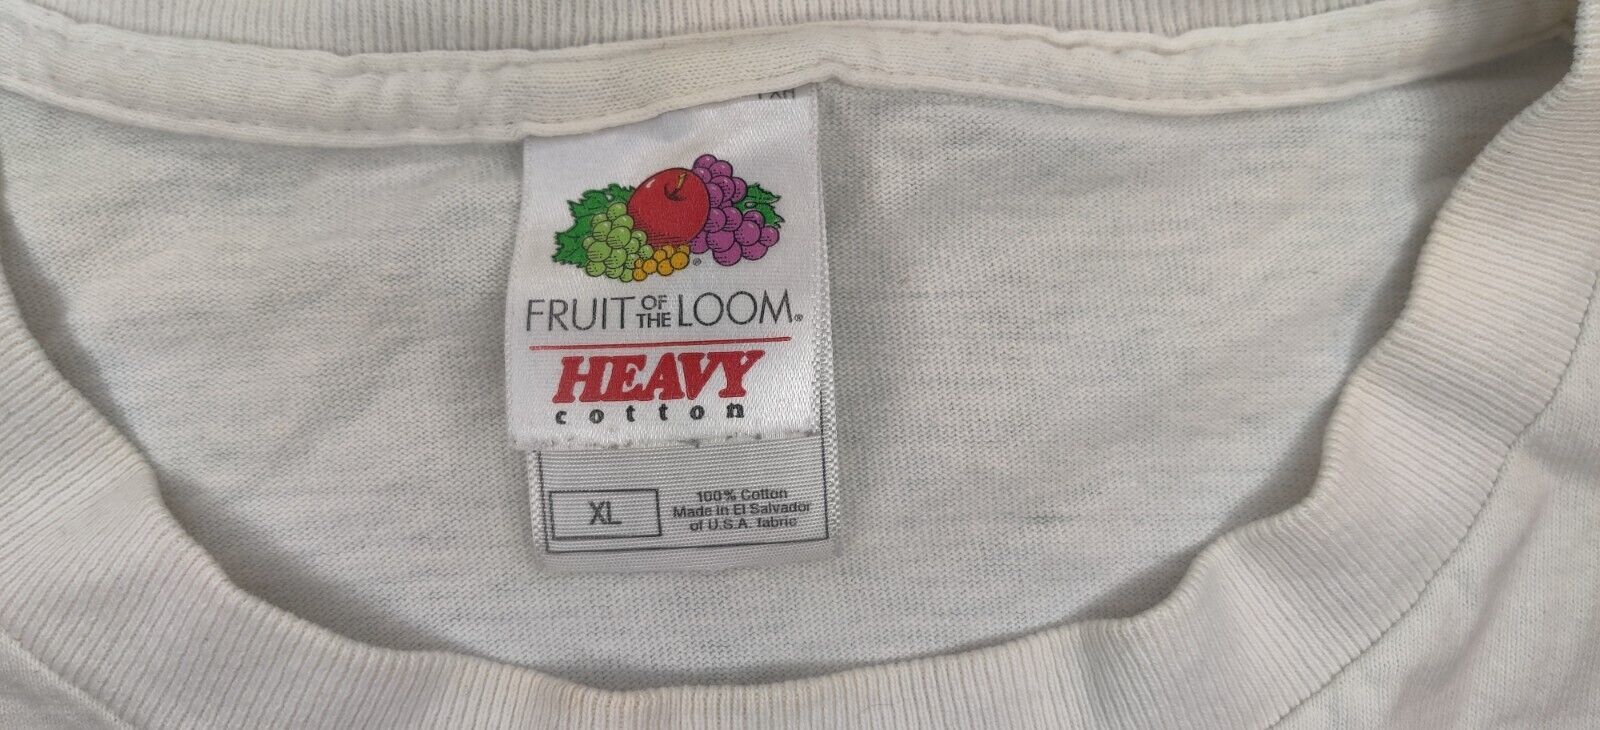 FRUIT OF THE LOOM®
HEAVY
cotton
XL
100% Cotton
Made in El Salvador
of U.S.A. fabric